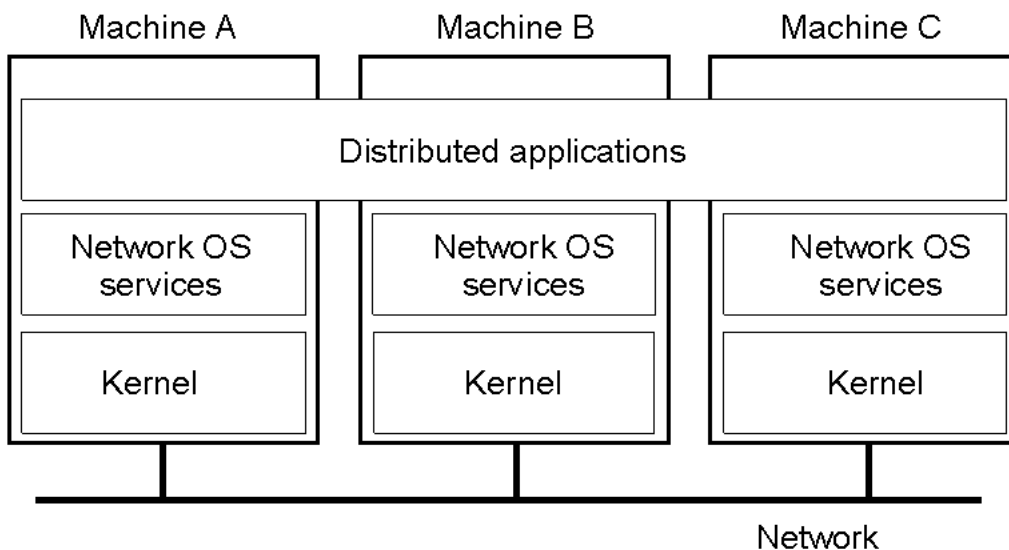 Machine A
Machine B
Machine C
Distributed applications
Network OS
services
Network OS
services
Network OS
services
Kernel
Kernel
Kernel
Network